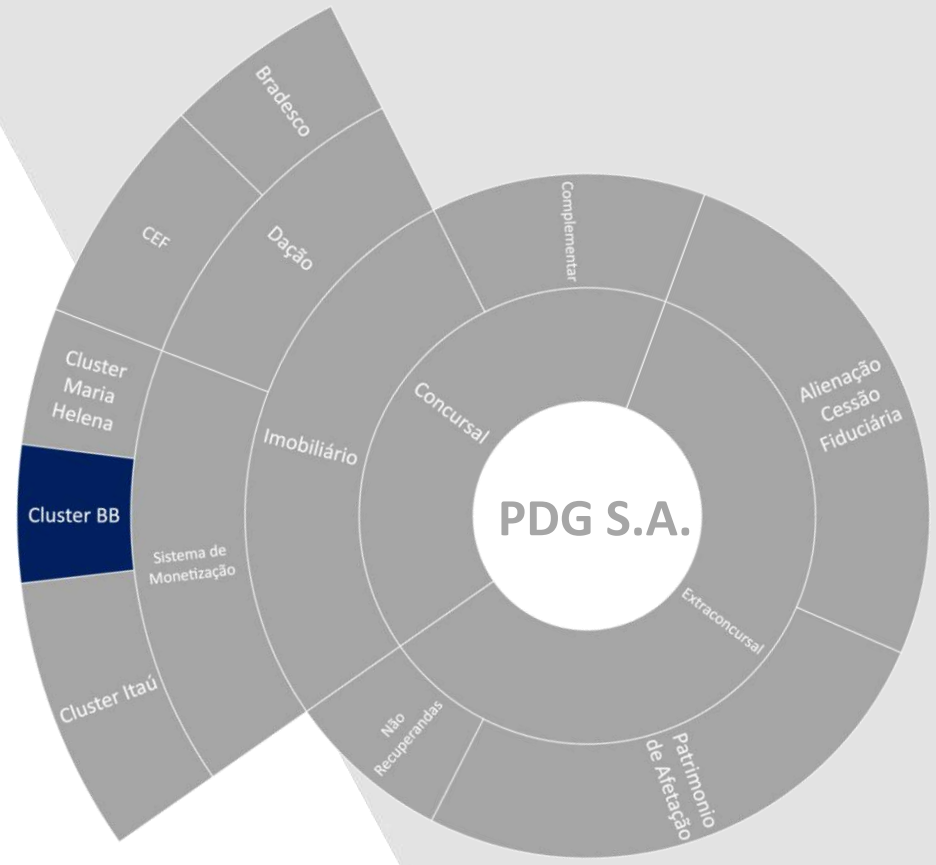 Bradesco
CEF
Dação
Complementar
Cluster
Maria
Helena
Concursal
Alienação
Cessão
Fiduciária
Imobiliário
Cluster BB
PDG S.A.
Sistema de
Monetização
Extraconcursal
Cluster Itaú
Não
Recuperandas
Patrimonio
de Afetação